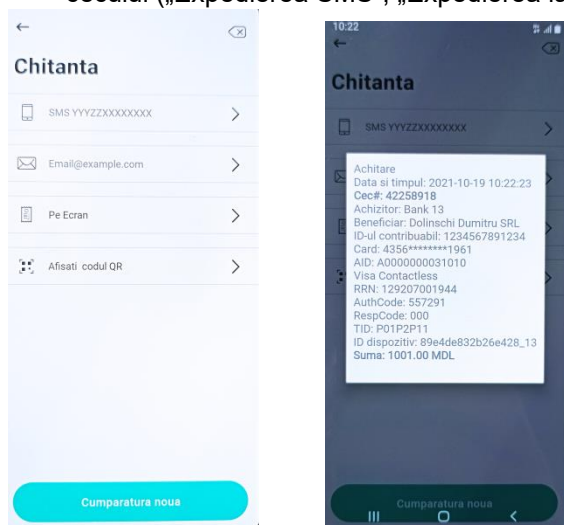 Chitanta
SMS YYYZZXXXXXXXX
Email@example.com
Pe Ecran
Afisati codul QR
Cumparatura noua
10:22
Chitanta
SMS YYYZZXXXXXXXX
Achitare
Data si timpul: 2021-10-19 10:22:23
Cec#: 42258918
Achizitor: Bank 13
Beneficiar: Dolinschi Dumitru SRL
ID-ul contribuabil: 1234567891234
Card: 4356********1961
AID: A0000000031010
Visa Contactless
RRN: 129207001944
AuthCode: 557291
RespCode: 000
TID: P01P2P11
ID dispozitiv: 89e4de832b26e428_13
Suma: 1001.00 MDL
Cumparatura noua